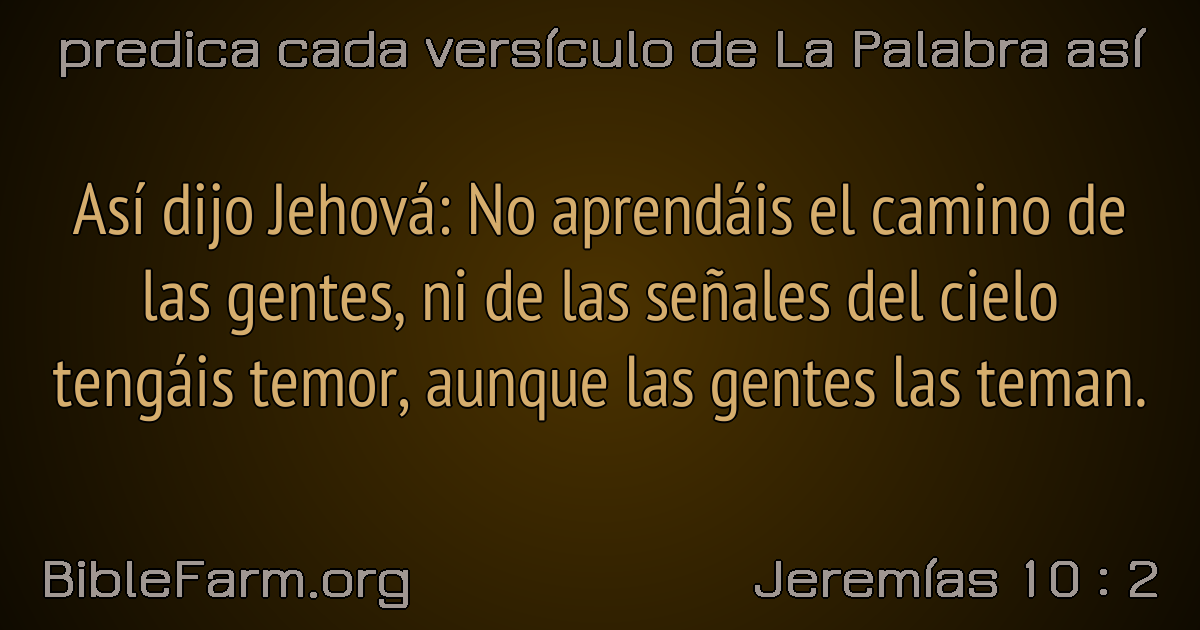 predica cada versículo de La Palabra así
Así dijo Jehová: No aprendáis el camino de
las gentes, ni de las señales del cielo
tengáis temor, aunque las gentes las teman.
BibleFarm.org
Jeremías 10 : 2